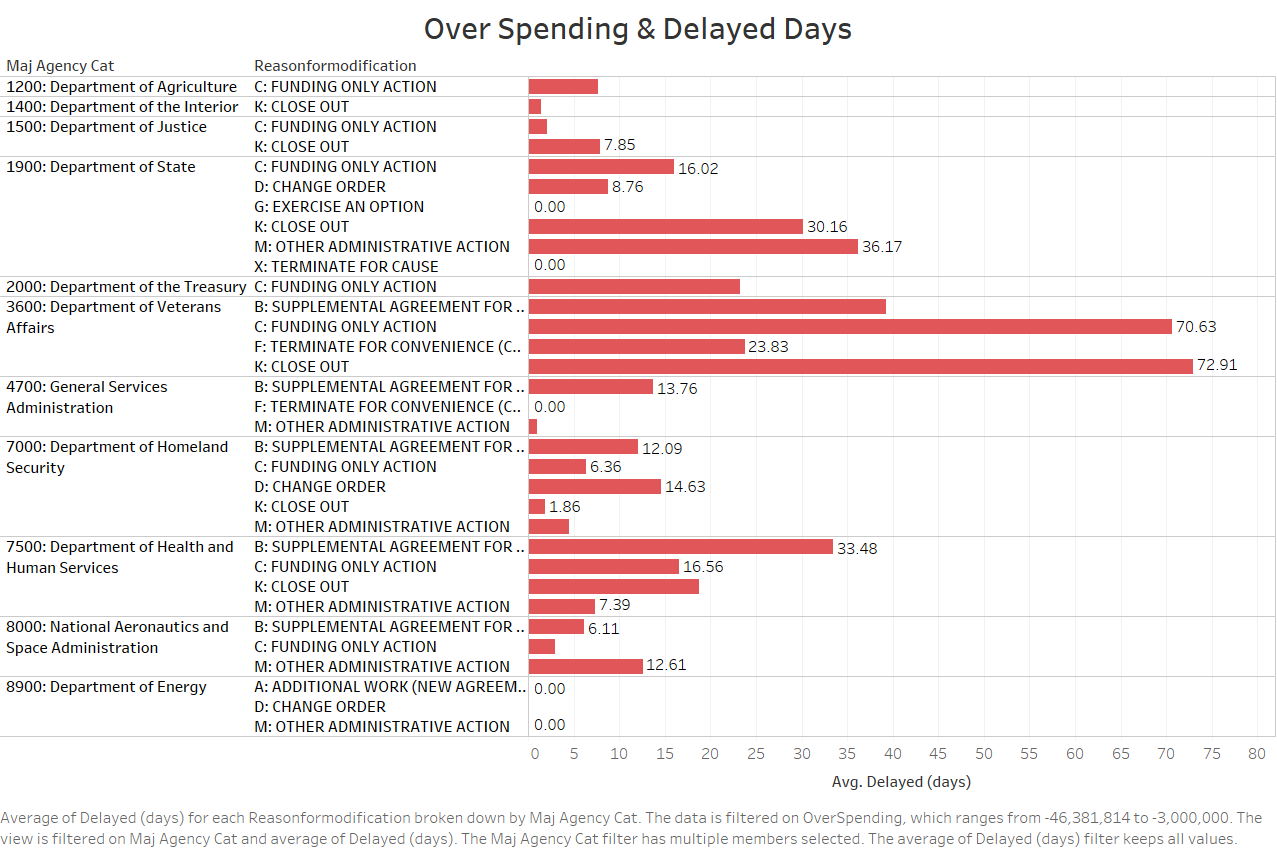 Over Spending & Delayed Days
Maj Agency Cat Reasonformodification
1200: Department of Agriculture C: FUNDING ONLY ACTION
1400: Department of the Interior K: CLOSE OUT
1500: Department of Justice C: FUNDING ONLY ACTION
K: CLOSE OUT 7.85
1900: Department of State C: FUNDING ONLY ACTION 16.02
D: CHANGE ORDER 8.76
G: EXERCISE AN OPTION 0.00
K: CLOSE OUT 30.16
M: OTHER ADMINISTRATIVE ACTION 36.17
X: TERMINATE FOR CAUSE 0.00
2000: Department of the Treasury C: FUNDING ONLY ACTION
3600: Department of Veterans B: SUPPLEMENTAL AGREEMENT FOR ..
Affairs C: FUNDING ONLY ACTION 70.63
F: TERMINATE FOR CONVENIENCE (C.. 23.83
K: CLOSE OUT 72.91
4700: General Services B: SUPPLEMENTAL AGREEMENT FOR .. 13.76
Administration F: TERMINATE FOR CONVENIENCE (C.. 0.00
M: OTHER ADMINISTRATIVE ACTION
7000: Department of Homeland B: SUPPLEMENTAL AGREEMENT FOR .. 12.09
Security C: FUNDING ONLY ACTION 6.36
D: CHANGE ORDER 14.63
K: CLOSE OUT 1.86
M: OTHER ADMINISTRATIVE ACTION
7500: Department of Health and B: SUPPLEMENTAL AGREEMENT FOR .. 33.48
Human Services C: FUNDING ONLY ACTION 16.56
K: CLOSE OUT
M: OTHER ADMINISTRATIVE ACTION 7.39
8000: National Aeronautics and B: SUPPLEMENTAL AGREEMENT FOR .. 6.11
Space Administration C: FUNDING ONLY ACTION
M: OTHER ADMINISTRATIVE ACTION 12.61
8900: Department of Energy A: ADDITIONAL WORK (NEW AGREEM.. 0.00
D: CHANGE ORDER
M: OTHER ADMINISTRATIVE ACTION 0.00
0 5 10 15 20 25 30 35 40 45 50 55 60 65 70 75 80
Avg. Delayed (days)
Average of Delayed (days) for each Reasonformodification broken down by Maj Agency Cat. The data is filtered on OverSpending, which ranges from -46,381,814 to -3,000,000. The
view is filtered on Maj Agency Cat and average of Delayed (days). The Maj Agency Cat filter has multiple members selected. The average of Delayed (days) filter keeps all values.